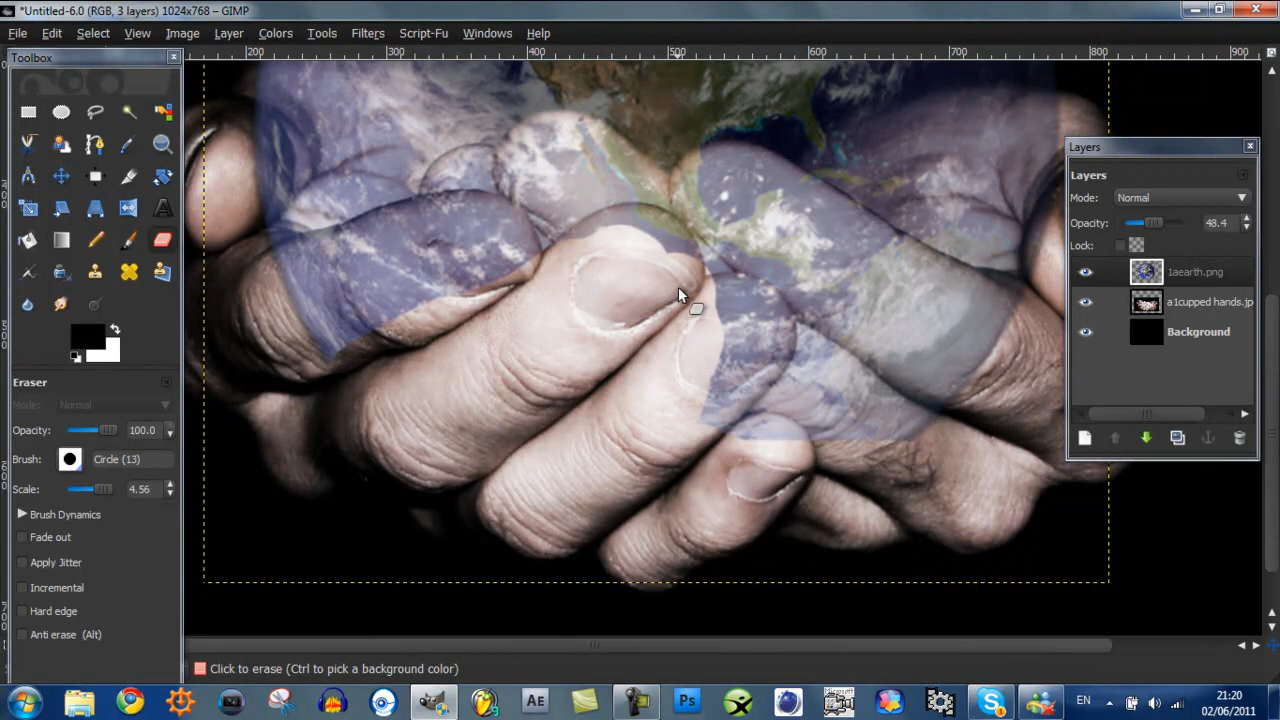 *Untitled-6.0 (RGB, 3 layers) 1024x768 – GIMP
File Edit Select View Image Layer Colors Tools Filters Script-Fu Windows Help
Toolbox
200 300 400 500 600 700 800 900
Layers
Layers
Mode: Normal
Opacity: 48.4
Lock:
1aearth.png
a1cupped hands.jp
Background
Eraser
Mode: Normal
Opacity: 100.0
Brush: Circle (13)
Scale: 4.56
Brush Dynamics
Fade out
Apply Jitter
Incremental
Hard edge
Anti erase (Alt)
Click to erase (Ctrl to pick a background color)
Ae
Ps
EN
21:20
02/06/2011